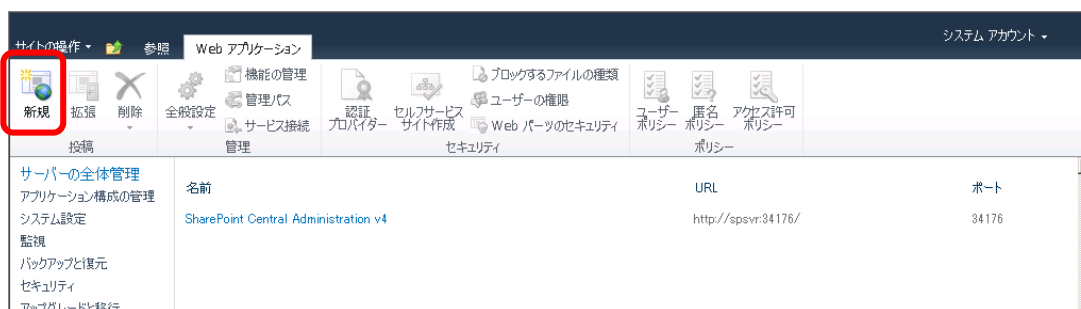 システム アカウント
サイトの操作 参照 Web アプリケーション
新規 拡張 削除
投稿
全般設定
機能の管理
管理パス
サービス接続
管理
認証
プロバイダー
セルフサービス
サイト作成
ブロックするファイルの種類
ユーザーの権限
Web パーツのセキュリティ
セキュリティ
ユーザー
ポリシー
匿名
ポリシー
アクセス許可
ポリシー
ポリシー
サーバーの全体管理
アプリケーション構成の管理
システム設定
監視
バックアップと復元
セキュリティ
アップグレードと移行
名前 URL ポート
SharePoint Central Administration v4 http://spsvr:34176/ 34176